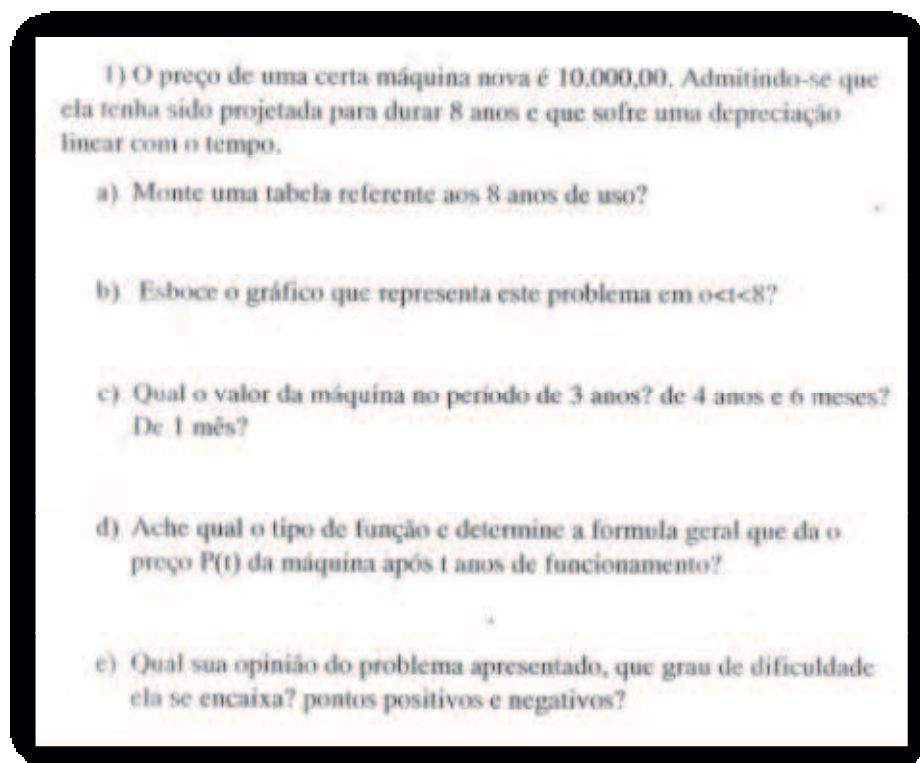 1) O preço de uma certa máquina nova é 10.000,00. Admitindo-se que
ela tenha sido projetada para durar 8 anos e que sofre uma depreciação
linear com o tempo.
a) Monte uma tabela referente aos 8 anos de uso?
b) Esboce o gráfico que representa este problema em o<t<8?
c) Qual o valor da máquina no período de 3 anos? de 4 anos e 6 meses?
De 1 mês?
d) Ache qual o tipo de função e determine a formula geral que da o
preço P(t) da máquina após t anos de funcionamento?
e) Qual sua opinião do problema apresentado, que grau de dificuldade
ela se encaixa? pontos positivos e negativos?